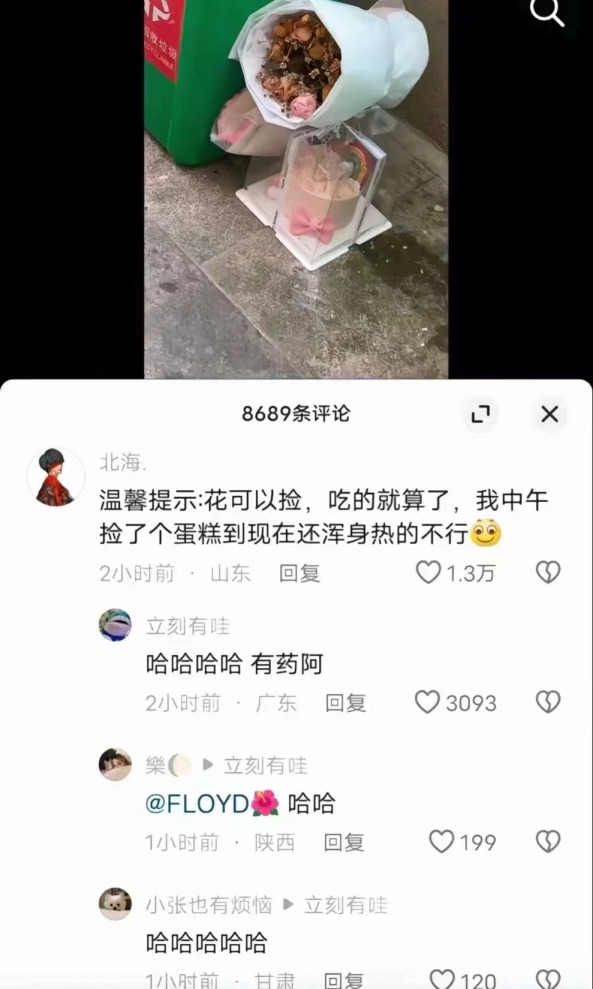 8689条评论
北海.
温馨提示:花可以捡，吃的就算了，我中午
捡了个蛋糕到现在还浑身热的不行
2小时前 · 山东 回复 1.3万
立刻有哇
哈哈哈哈 有药阿
2小时前 · 广东 回复 3093
樂 ▶ 立刻有哇
@FLOYD 哈哈
1小时前 · 陕西 回复 199
小张也有烦恼 ▶ 立刻有哇
哈哈哈哈哈
1小时前 · 甘肃 回复 120